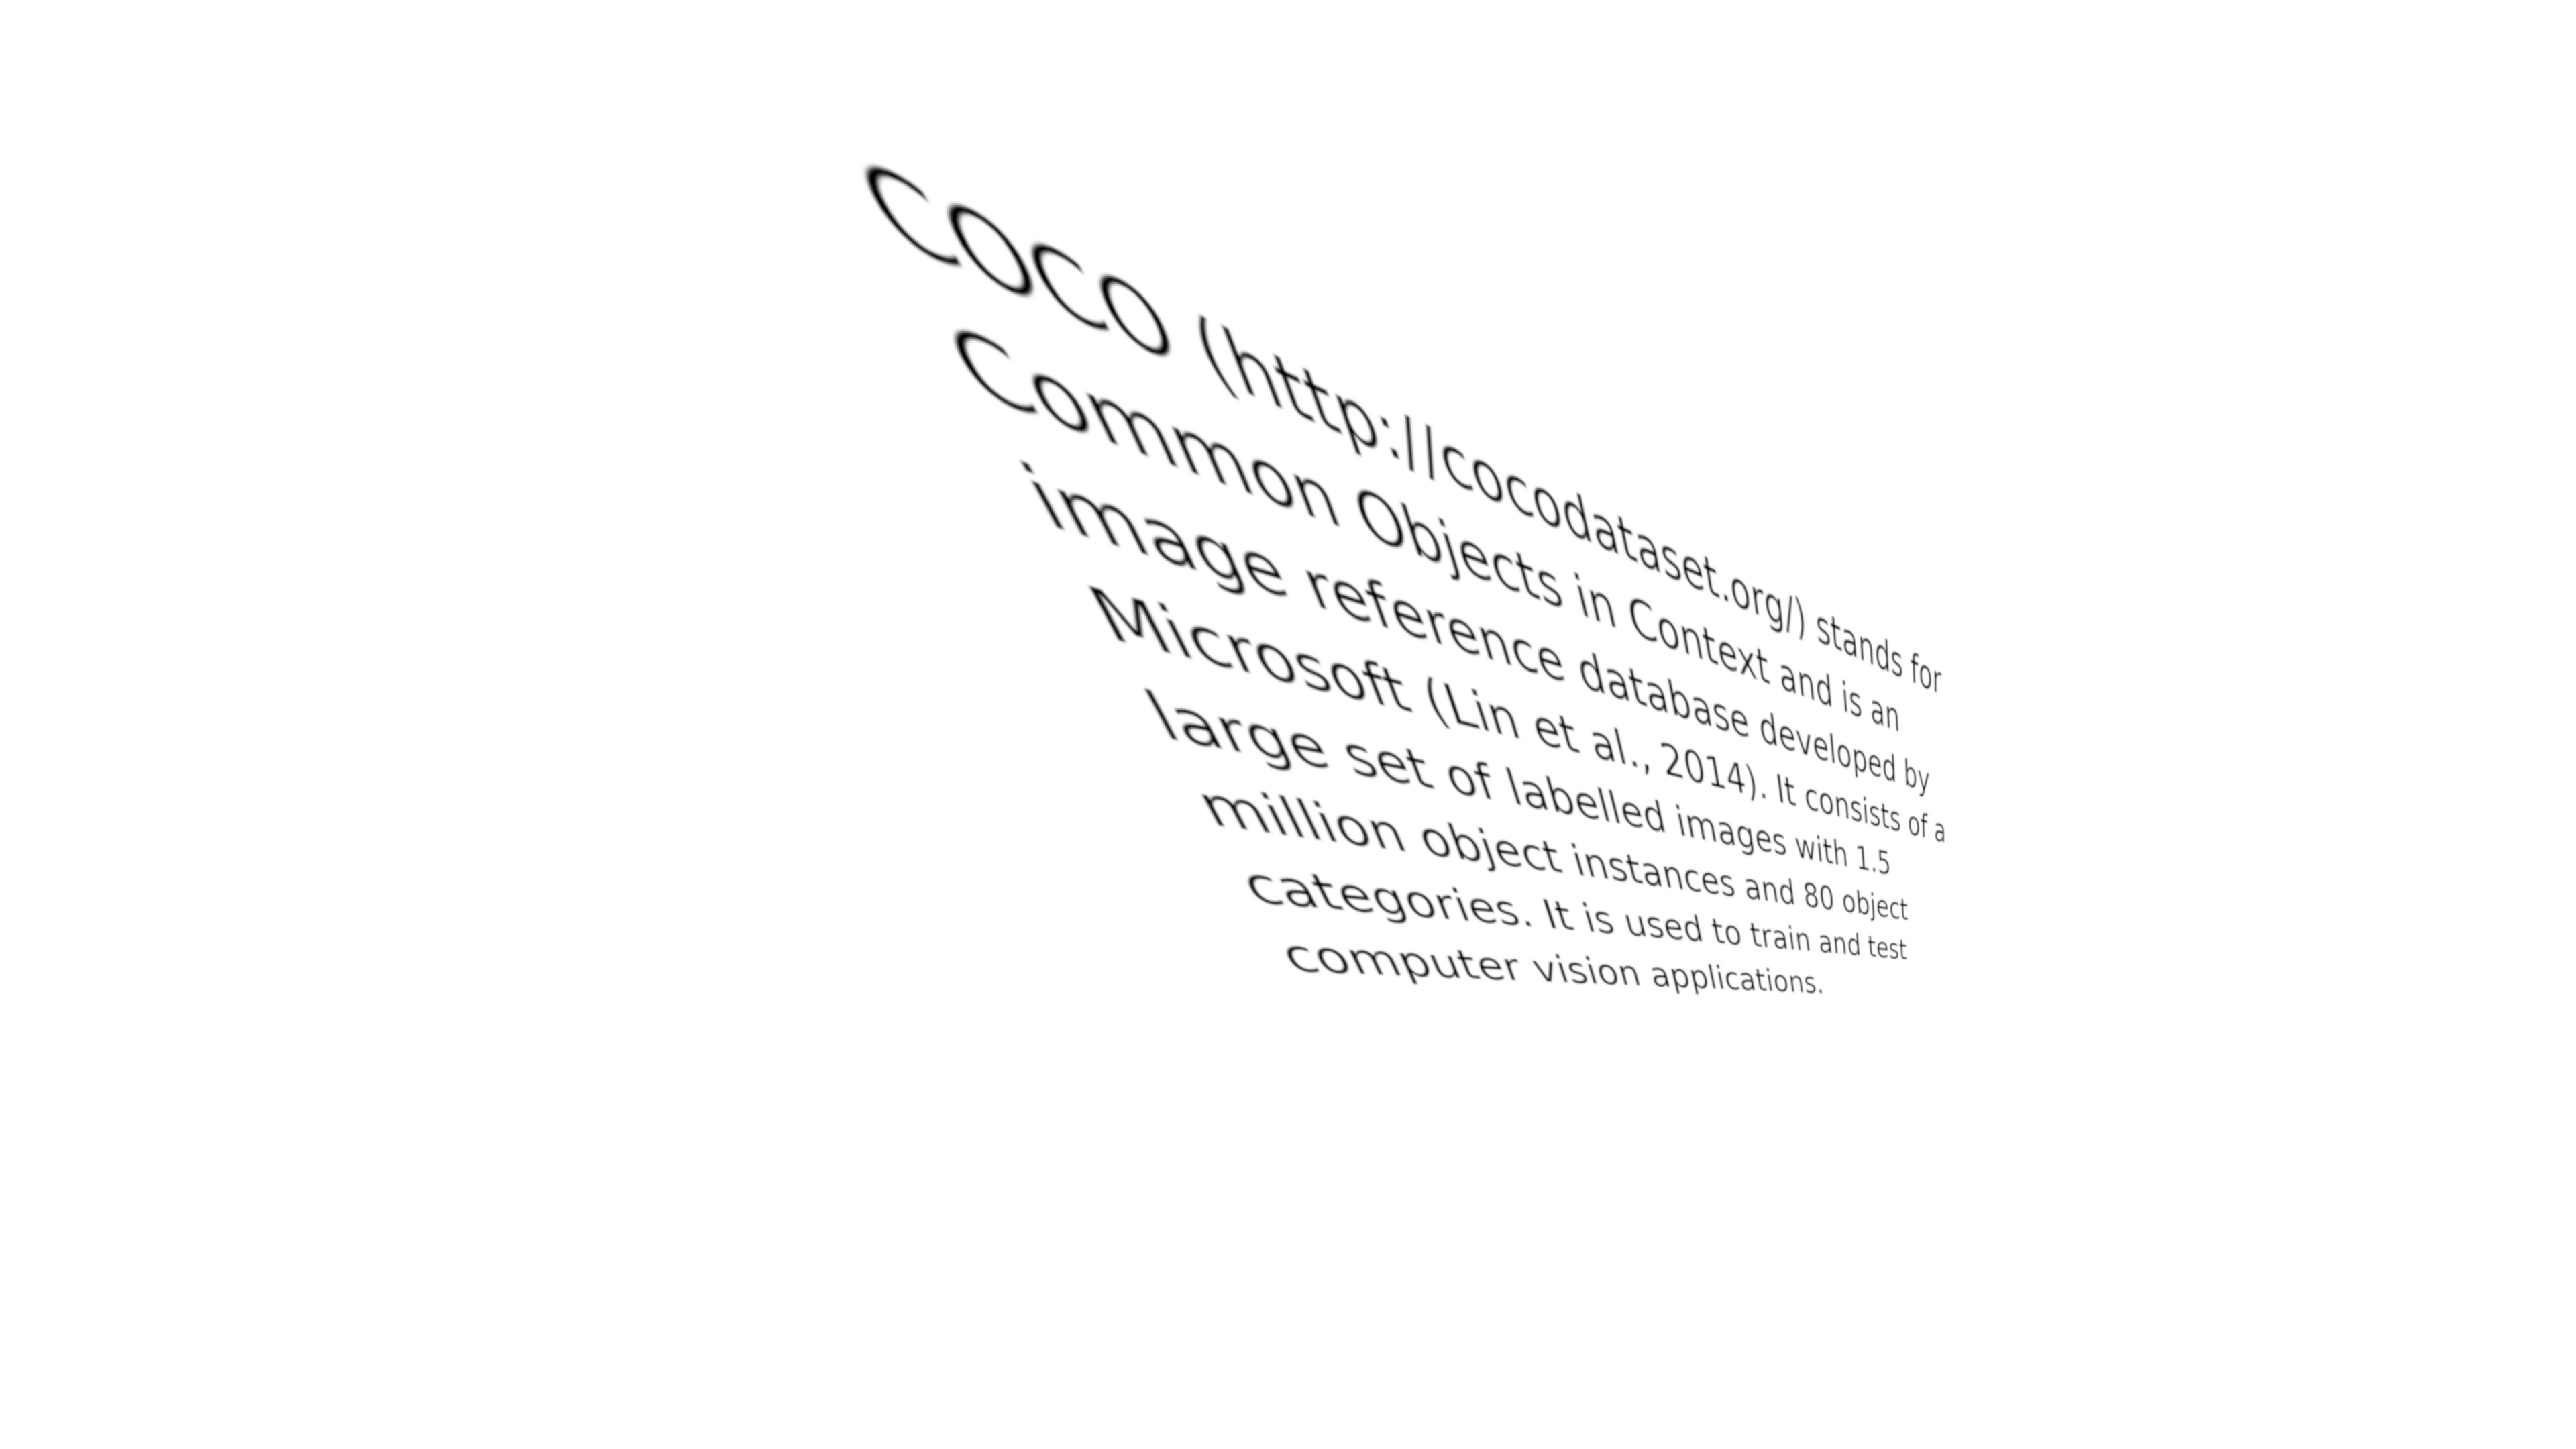 COCO (http://cocodataset.org/) stands for
Common Objects in Context and is an
image reference database developed by
Microsoft (Lin et al., 2014). It consists of a
large set of labelled images with 1.5
million object instances and 80 object
categories. It is used to train and test
computer vision applications.